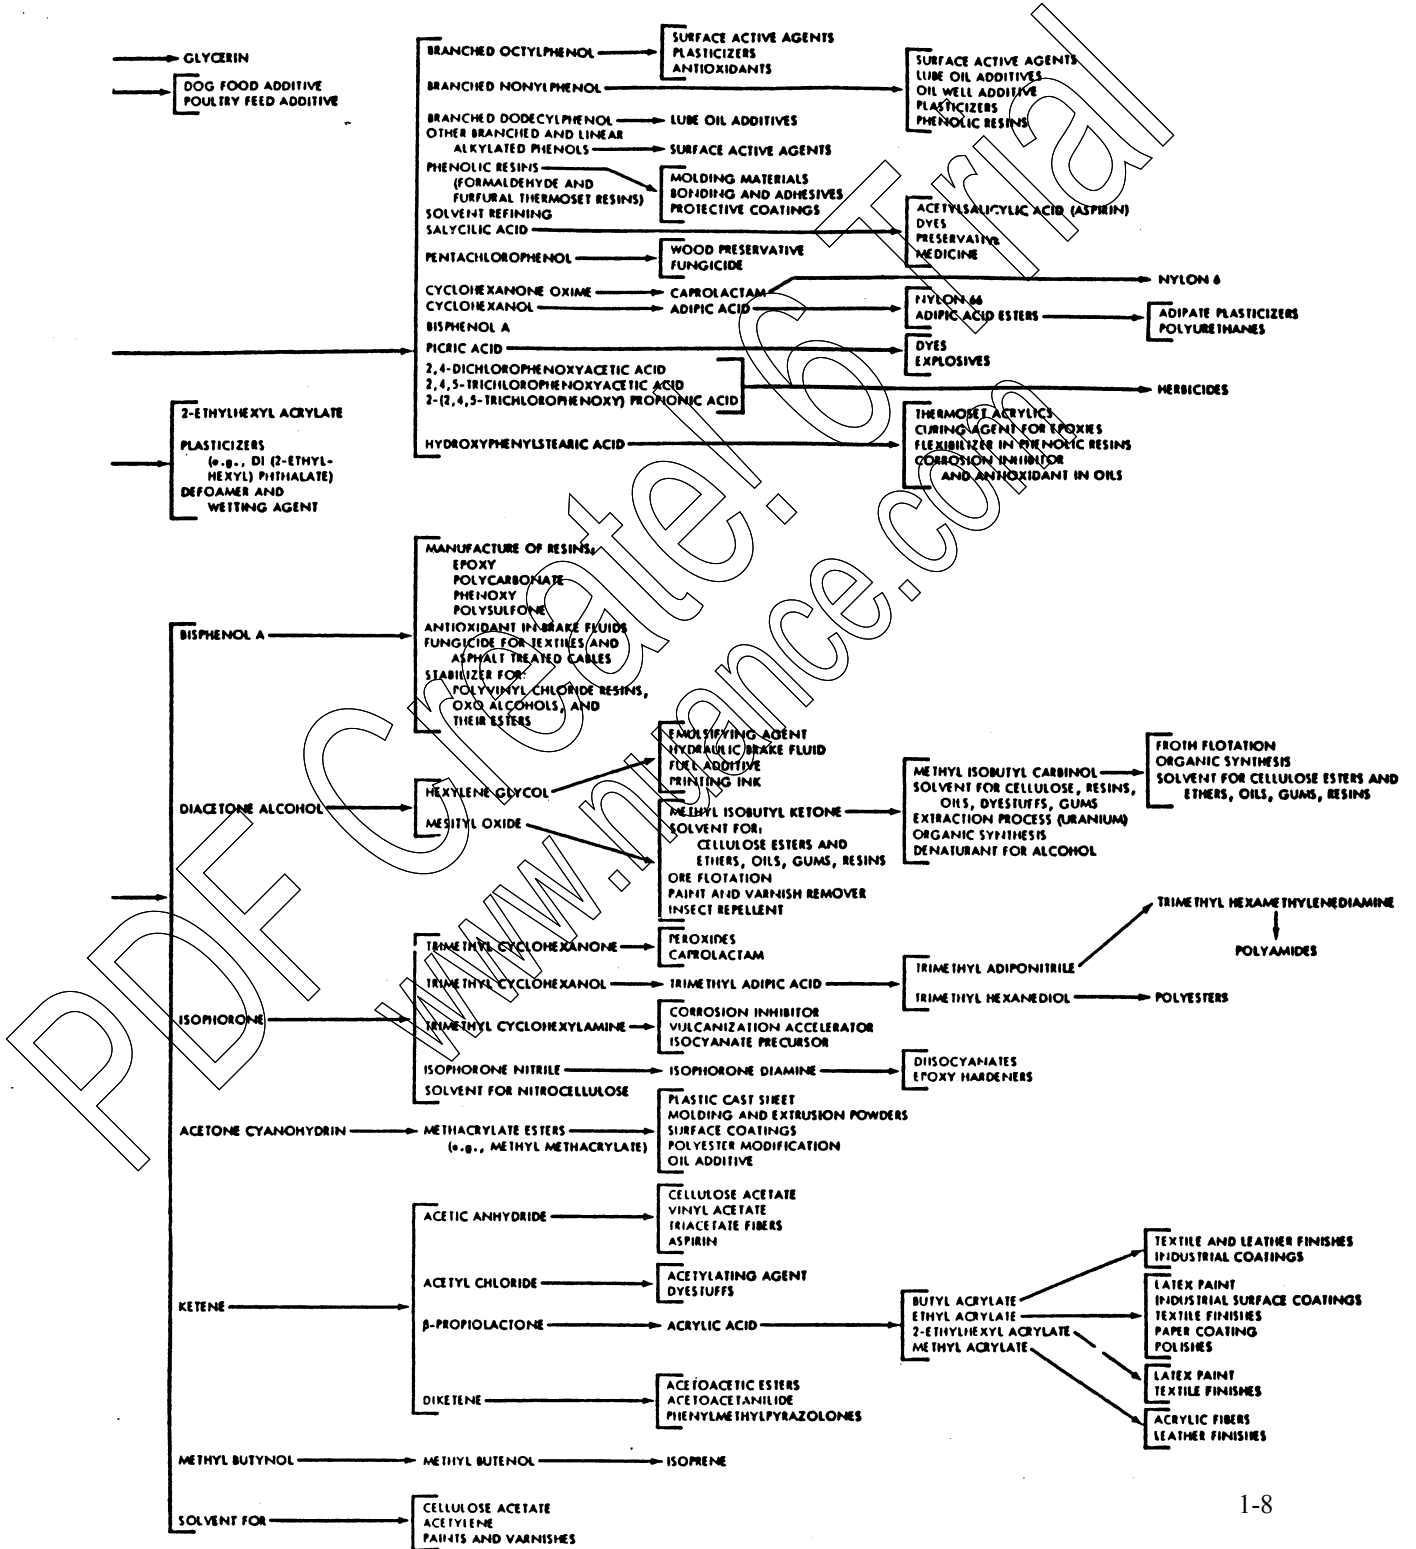 GLYCERIN
DOG FOOD ADDITIVE
POULTRY FEED ADDITIVE
BRANCHED OCTYLPHENOL
SURFACE ACTIVE AGENTS
PLASTICIZERS
ANTIOXIDANTS
BRANCHED NONYLPHENOL
SURFACE ACTIVE AGENTS
LUBE OIL ADDITIVES
OIL WELL ADDITIVE
PLASTICIZERS
PHENOLIC RESINS
BRANCHED DODECYLPHENOL
LUBE OIL ADDITIVES
OTHER BRANCHED AND LINEAR
ALKYLATED PHENOLS
SURFACE ACTIVE AGENTS
PHENOLIC RESINS
(FORMALDEHYDE AND
FURFURAL THERMOSET RESINS)
MOLDING MATERIALS
BONDING AND ADHESIVES
PROTECTIVE COATINGS
SOLVENT REFINING
SALYCILIC ACID
ACETYLSALICYLIC ACID (ASPIRIN)
DYES
PRESERVATIVE
MEDICINE
PENTACHLOROPHENOL
WOOD PRESERVATIVE
FUNGICIDE
CYCLOHEXANONE OXIME
CAPROLACTAM
NYLON 6
CYCLOHEXANOL
ADIPIC ACID
NYLON 66
ADIPIC ACID ESTERS
ADIPATE PLASTICIZERS
POLYURETHANES
BISPHENOL A
PICRIC ACID
DYES
EXPLOSIVES
2,4-DICHLOROPHENOXYACETIC ACID
2,4,5-TRICHLOROPHENOXYACETIC ACID
2-(2,4,5-TRICHLOROPHENOXY) PROPIONIC ACID
HERBICIDES
HYDROXYPHENYLSTEARIC ACID
THERMOSET ACRYLICS
CURING AGENT FOR EPOXIES
FLEXIBILIZER IN PHENOLIC RESINS
CORROSION INHIBITOR
AND ANTIOXIDANT IN OILS
2-ETHYLHEXYL ACRYLATE
PLASTICIZERS
(e.g., DI (2-ETHYL-
HEXYL) PHTHALATE)
DEFOAMER AND
WETTING AGENT
BISPHENOL A
MANUFACTURE OF RESINS,
EPOXY
POLYCARBONATE
PHENOXY
POLYSULFONE
ANTIOXIDANT IN BRAKE FLUIDS
FUNGICIDE FOR TEXTILES AND
ASPHALT TREATED CABLES
STABILIZER FOR:
POLYVINYL CHLORIDE RESINS,
OXO ALCOHOLS, AND
THEIR ESTERS
DIACETONE ALCOHOL
HEXYLENE GLYCOL
MESITYL OXIDE
EMULSIFYING AGENT
HYDRAULIC BRAKE FLUID
FUEL ADDITIVE
PRINTING INK
METHYL ISOBUTYL KETONE
SOLVENT FOR:
CELLULOSE ESTERS AND
ETHERS, OILS, GUMS, RESINS
ORE FLOTATION
PAINT AND VARNISH REMOVER
INSECT REPELLENT
METHYL ISOBUTYL CARBINOL
SOLVENT FOR CELLULOSE, RESINS,
OILS, DYESTUFFS, GUMS
EXTRACTION PROCESS (URANIUM)
ORGANIC SYNTHESIS
DENATURANT FOR ALCOHOL
FROTH FLOTATION
ORGANIC SYNTHESIS
SOLVENT FOR CELLULOSE ESTERS AND
ETHERS, OILS, GUMS, RESINS
ISOPHORONE
TRIMETHYL CYCLOHEXANONE
PEROXIDES
CAPROLACTAM
TRIMETHYL CYCLOHEXANOL
TRIMETHYL ADIPIC ACID
TRIMETHYL ADIPONITRILE
TRIMETHYL HEXAMETHYLENEDIAMINE
POLYAMIDES
TRIMETHYL HEXANEDIOL
POLYESTERS
TRIMETHYL CYCLOHEXYLAMINE
CORROSION INHIBITOR
VULCANIZATION ACCELERATOR
ISOCYANATE PRECURSOR
ISOPHORONE NITRILE
ISOPHORONE DIAMINE
DIISOCYANATES
EPOXY HARDENERS
SOLVENT FOR NITROCELLULOSE
ACETONE CYANOHYDRIN
METHACRYLATE ESTERS
(e.g., METHYL METHACRYLATE)
PLASTIC CAST SHEET
MOLDING AND EXTRUSION POWDERS
SURFACE COATINGS
POLYESTER MODIFICATION
OIL ADDITIVE
KETENE
ACETIC ANHYDRIDE
CELLULOSE ACETATE
VINYL ACETATE
TRIACETATE FIBERS
ASPIRIN
ACETYL CHLORIDE
ACETYLATING AGENT
DYESTUFFS
β-PROPIOLACTONE
ACRYLIC ACID
BUTYL ACRYLATE
ETHYL ACRYLATE
2-ETHYLHEXYL ACRYLATE
METHYL ACRYLATE
TEXTILE AND LEATHER FINISHES
INDUSTRIAL COATINGS
LATEX PAINT
INDUSTRIAL SURFACE COATINGS
TEXTILE FINISHES
PAPER COATING
POLISHES
LATEX PAINT
TEXTILE FINISHES
ACRYLIC FIBERS
LEATHER FINISHES
DIKETENE
ACETOACETIC ESTERS
ACETOACETANILIDE
PHENYLMETHYLPYRAZOLONES
METHYL BUTYNOL
METHYL BUTENOL
ISOPRENE
SOLVENT FOR
CELLULOSE ACETATE
ACETYLENE
PAINTS AND VARNISHES
1-8
PDF Create! 6 Trial
www.nuance.com